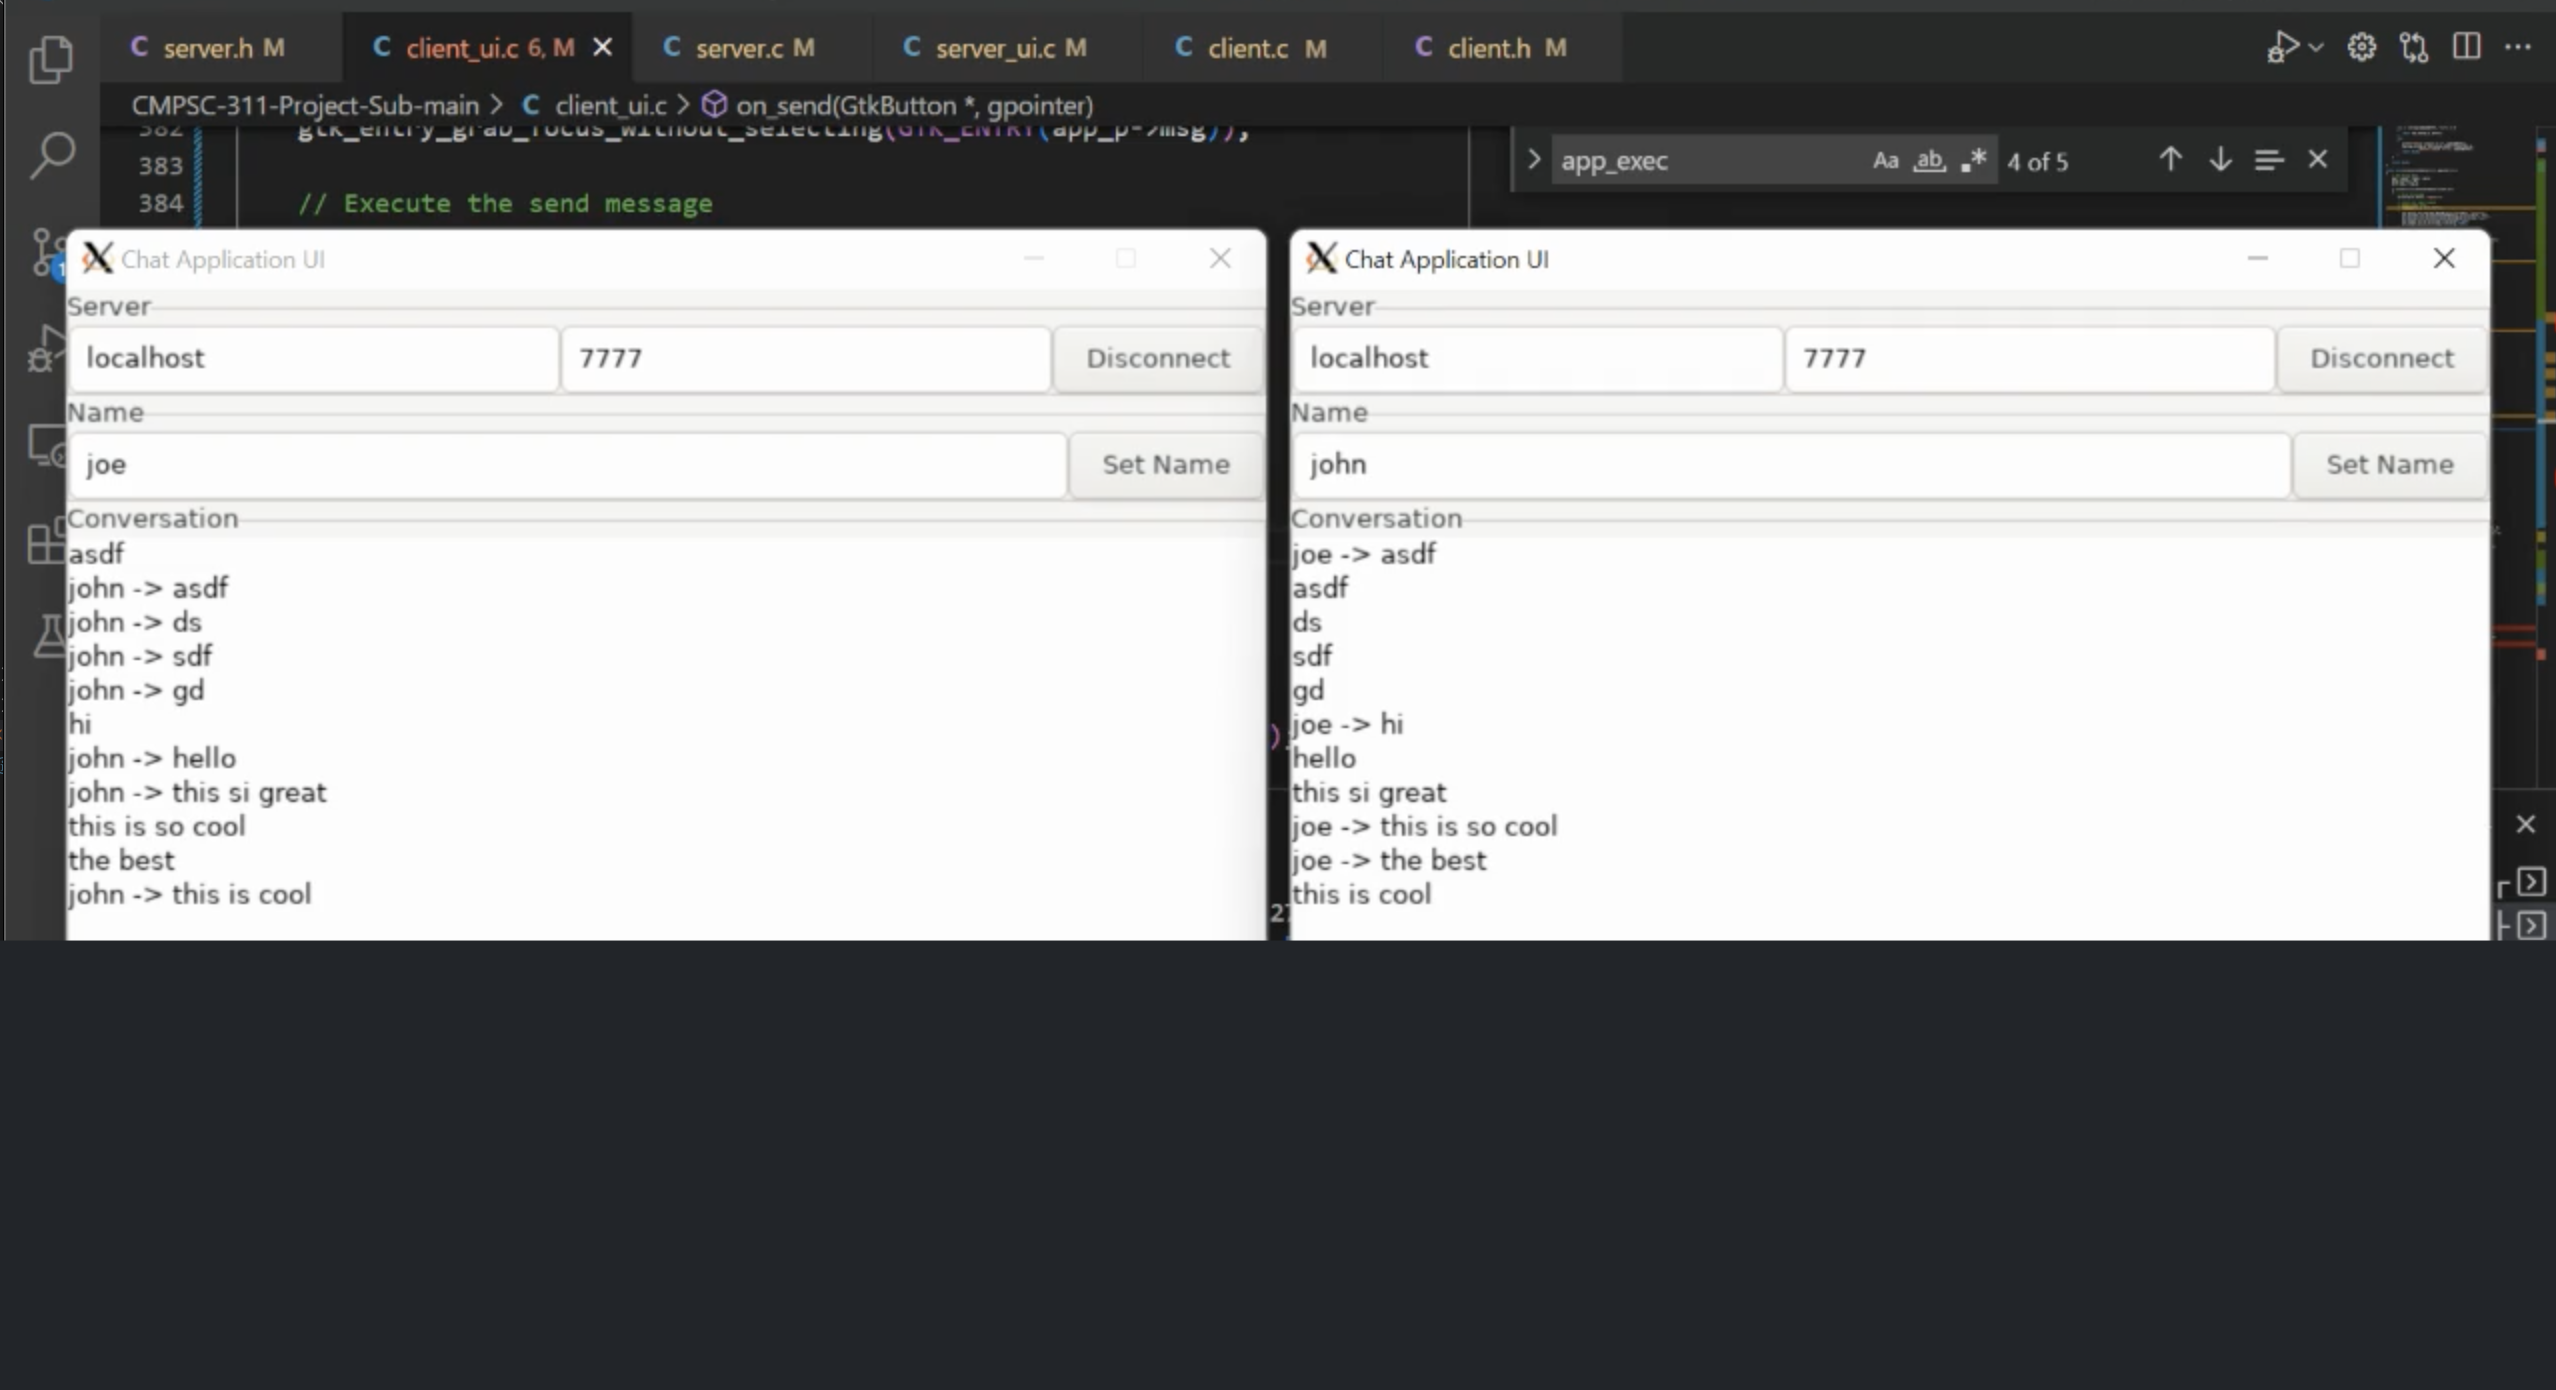 server.h M
client_ui.c 6, M
server.c M
server_ui.c M
client.c M
client.h M
CMPSC-311-Project-Sub-main > client_ui.c > on_send(GtkButton *, gpointer)
382 gtk_entry_grab_focus_without_selecting(GTK_ENTRY(app_p->msg));
383
384 // Execute the send message
app_exec Aa ab, .* 4 of 5
Chat Application UI
Server
localhost 7777 Disconnect
Name
joe Set Name
Conversation
asdf
john -> asdf
john -> ds
john -> sdf
john -> gd
hi
john -> hello
john -> this si great
this is so cool
the best
john -> this is cool
Chat Application UI
Server
localhost 7777 Disconnect
Name
john Set Name
Conversation
joe -> asdf
asdf
ds
sdf
gd
joe -> hi
hello
this si great
joe -> this is so cool
joe -> the best
this is cool